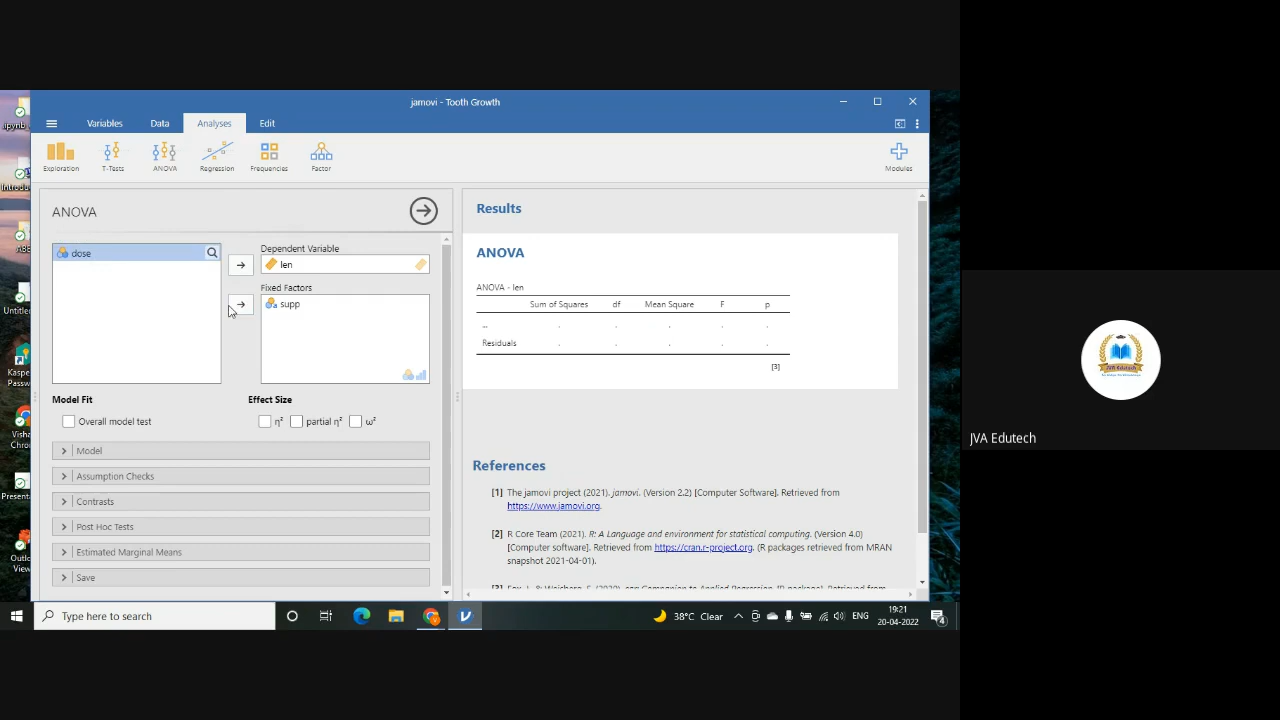 jamovi - Tooth Growth
Variables
Data
Analyses
Edit
Exploration
T-Tests
ANOVA
Regression
Frequencies
Factor
Modules
ANOVA
dose
Dependent Variable
len
Fixed Factors
supp
Model Fit
Effect Size
Overall model test
η²
partial η²
ω²
Model
Assumption Checks
Contrasts
Post Hoc Tests
Estimated Marginal Means
Save
Results
ANOVA
ANOVA - len
Sum of Squares df Mean Square F p
...
Residuals
[3]
References
[1] The jamovi project (2021). jamovi. (Version 2.2) [Computer Software]. Retrieved from
https://www.jamovi.org.
[2] R Core Team (2021). R: A Language and environment for statistical computing. (Version 4.0)
[Computer software]. Retrieved from https://cran.r-project.org. (R packages retrieved from MRAN
snapshot 2021-04-01).
Type here to search
38°C Clear
ENG
19:21
20-04-2022
4
JVA Edutech